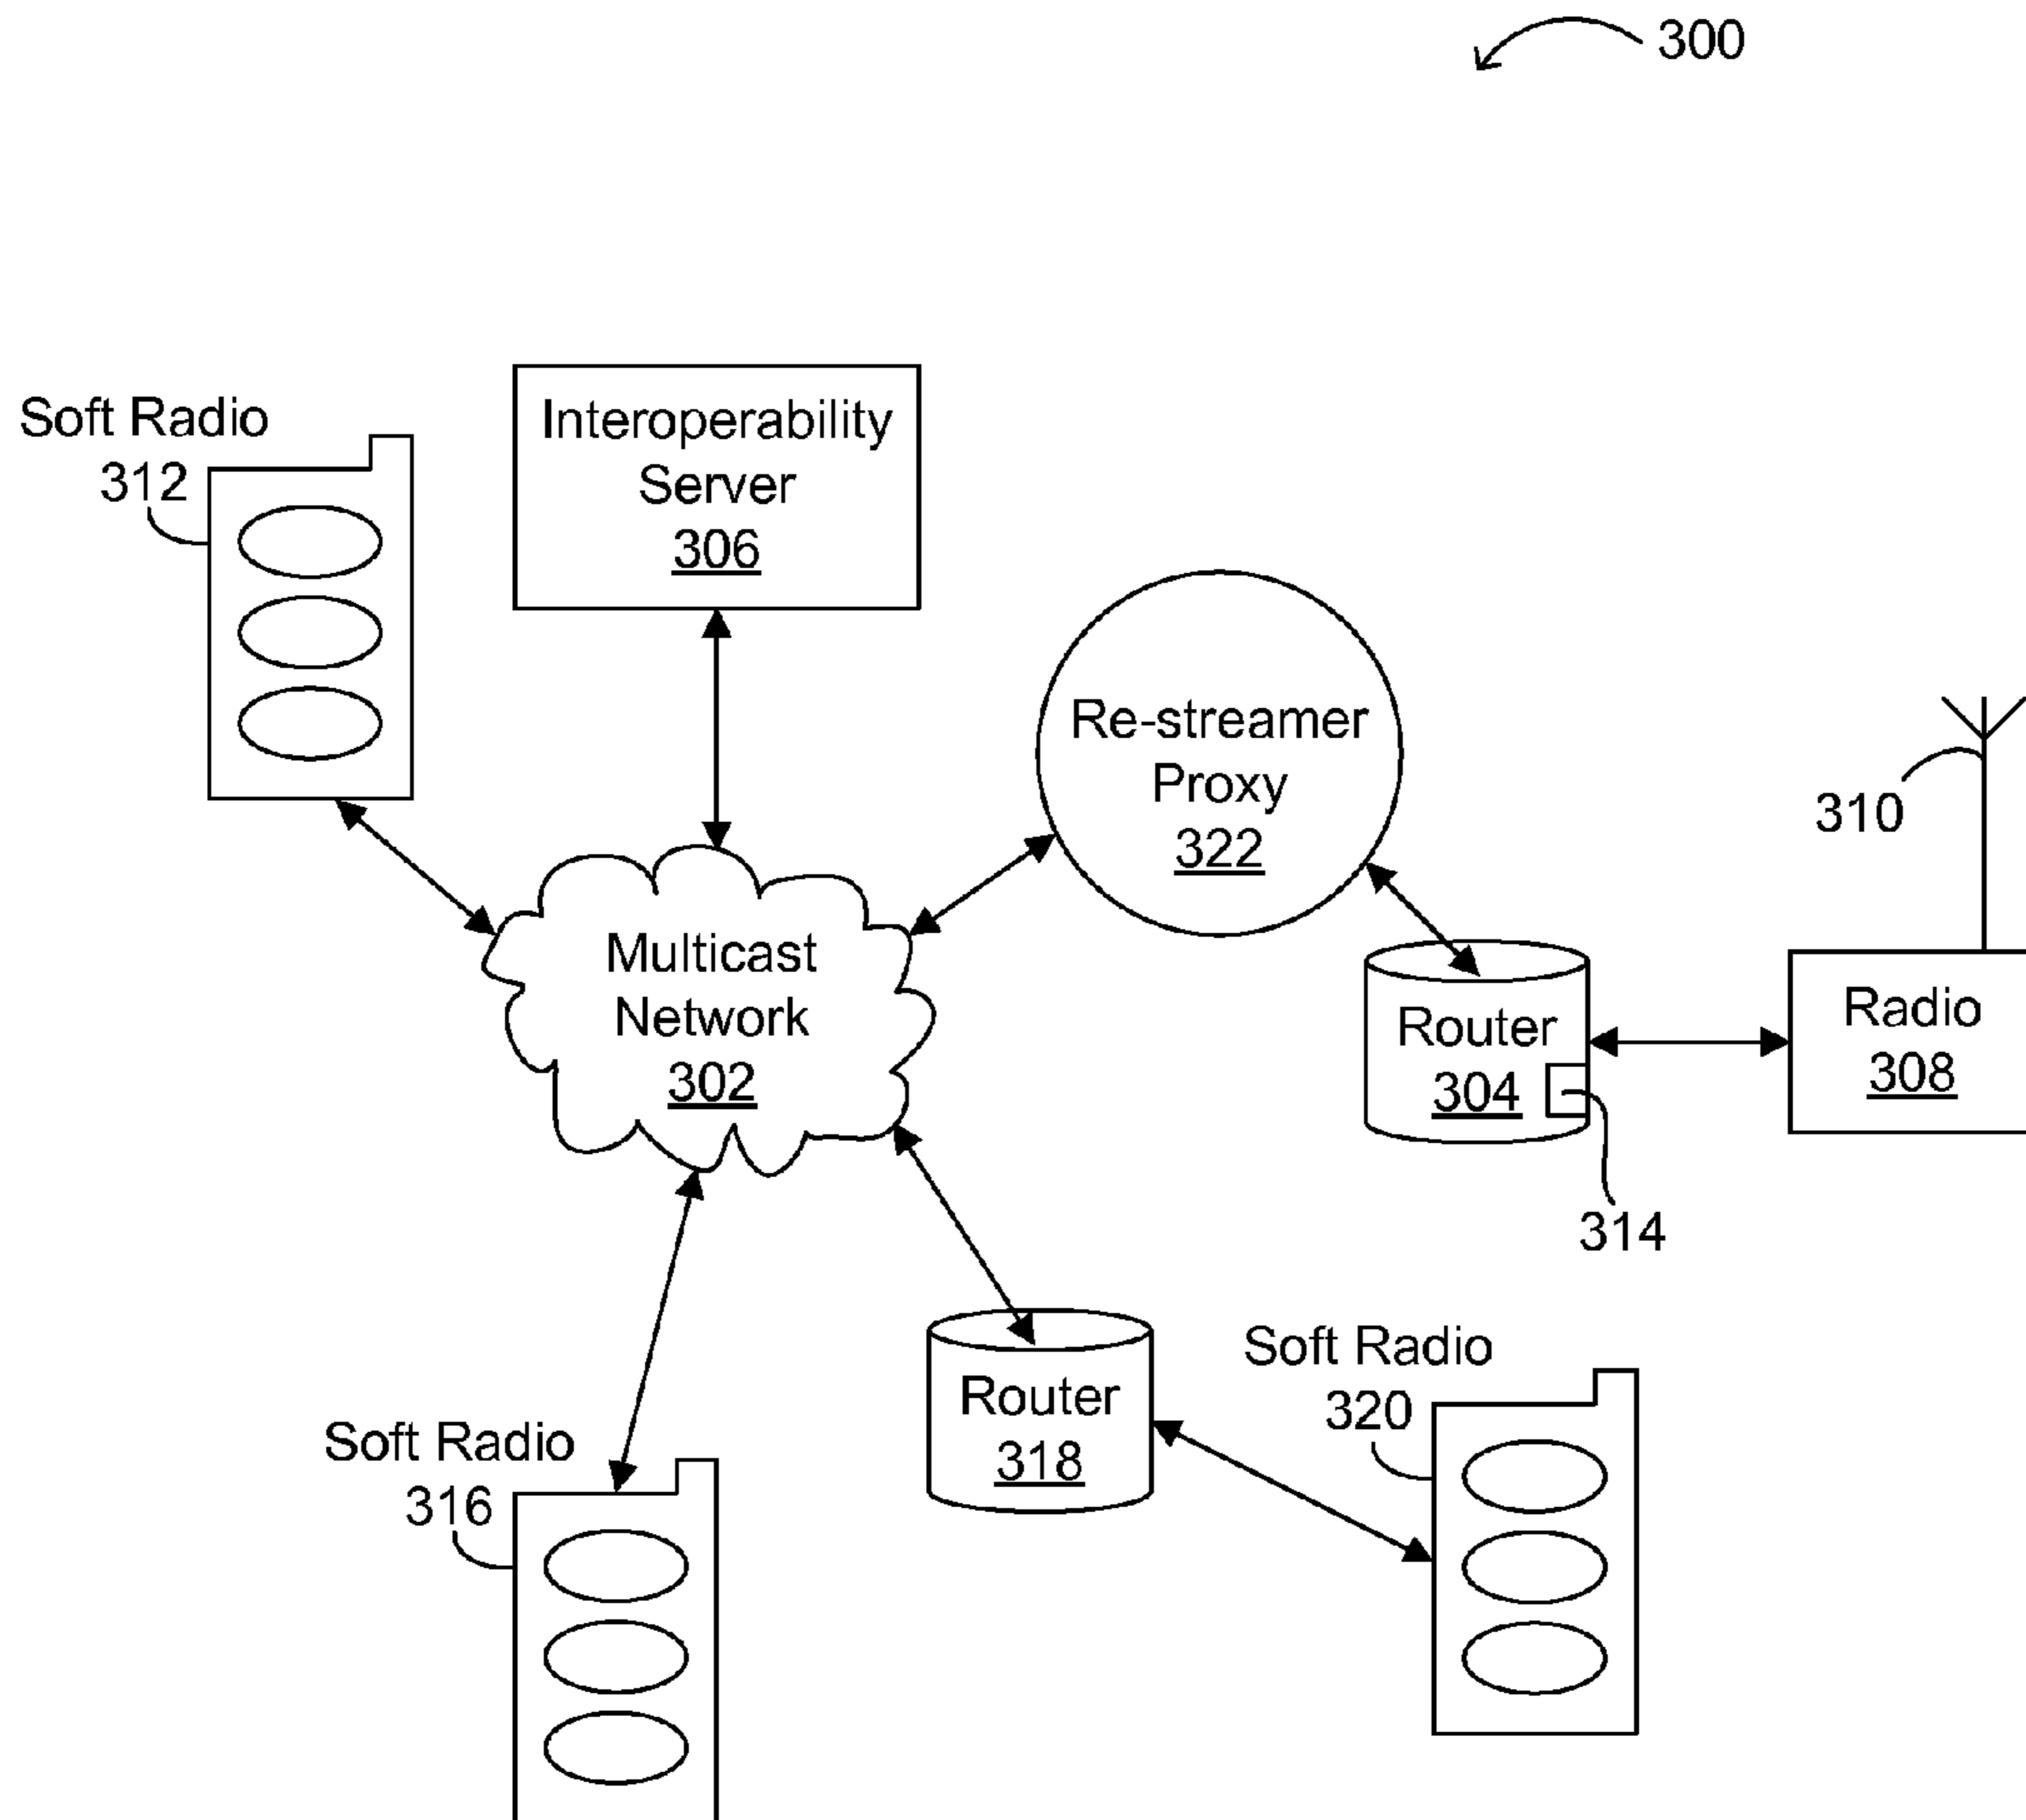 300
Soft Radio
312
Interoperability
Server
306
Re-streamer
Proxy
322
310
Multicast
Network
302
Router
304
Radio
308
314
Router
318
Soft Radio
320
Soft Radio
316